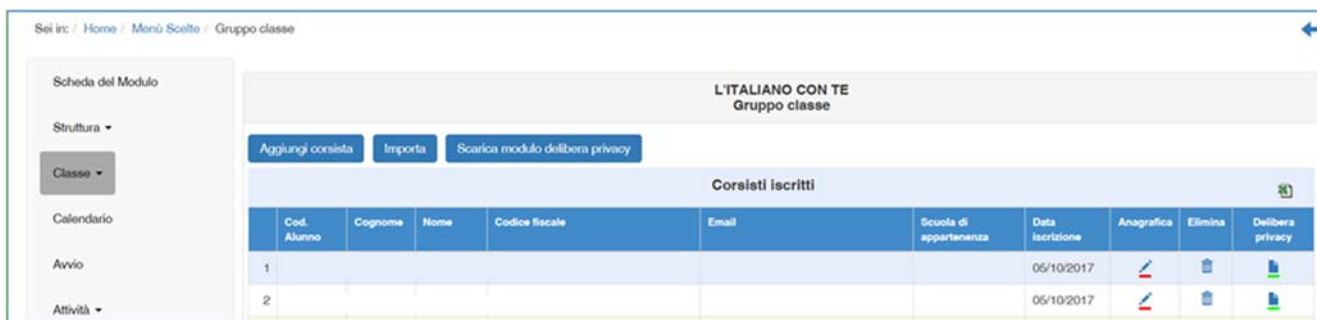 Sei in: / Home / Menù Scelte / Gruppo classe
Scheda del Modulo
Struttura
Classe
Calendario
Avvio
Attività
L'ITALIANO CON TE
Gruppo classe
Aggiungi corsista Importa Scarica modulo delibera privacy
Corsisti iscritti
Cod. Alunno Cognome Nome Codice fiscale Email Scuola di appartenenza Data iscrizione Anagrafica Elimina Delibera privacy
1 05/10/2017
2 05/10/2017